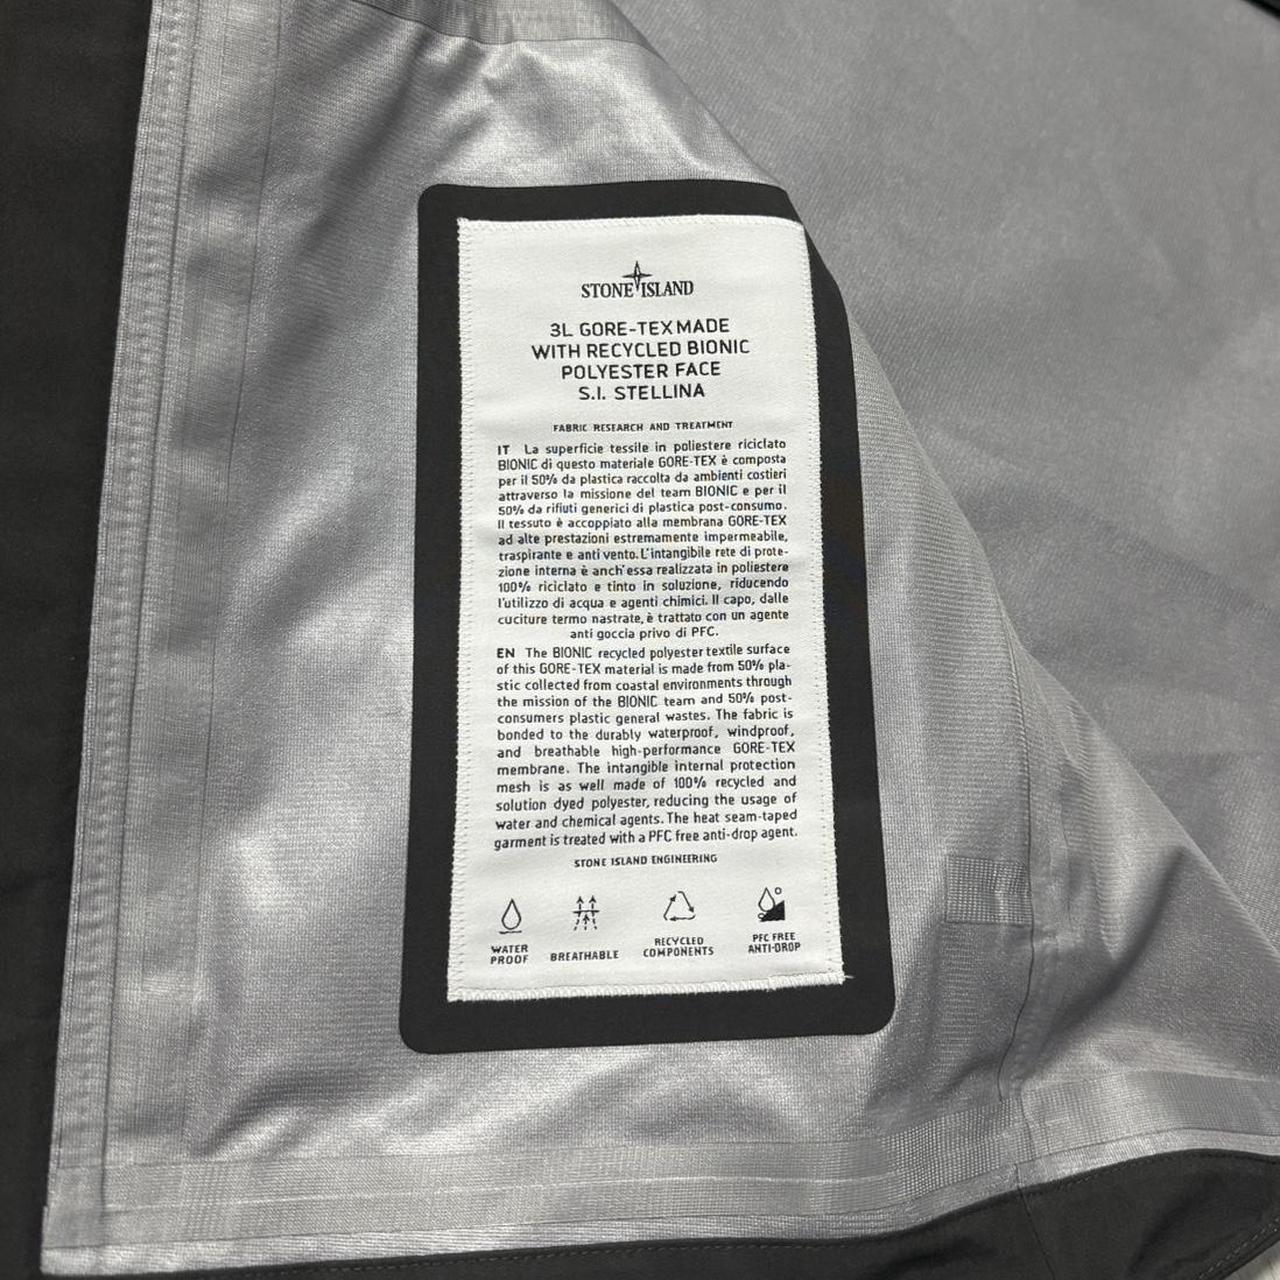 STONE ISLAND
3L GORE-TEX MADE
WITH RECYCLED BIONIC
POLYESTER FACE
S.I. STELLINA
FABRIC RESEARCH AND TREATMENT
IT La superficie tessile in poliestere riciclato
BIONIC di questo materiale GORE-TEX è composta
per il 50% da plastica raccolta da ambienti costieri
attraverso la missione del team BIONIC e per il
50% da rifiuti generici di plastica post-consumo.
Il tessuto è accoppiato alla membrana GORE-TEX
ad alte prestazioni estremamente impermeabile,
traspirante e anti vento. L'intangibile rete di prote-
zione interna è anch'essa realizzata in poliestere
100% riciclato e tinto in soluzione, riducendo
l'utilizzo di acqua e agenti chimici. Il capo, dalle
cuciture termo nastrate, è trattato con un agente
anti goccia privo di PFC.
EN The BIONIC recycled polyester textile surface
of this GORE-TEX material is made from 50% pla-
stic collected from coastal environments through
the mission of the BIONIC team and 50% post-
consumers plastic general wastes. The fabric is
bonded to the durably waterproof, windproof,
and breathable high-performance GORE-TEX
membrane. The intangible internal protection
mesh is as well made of 100% recycled and
solution dyed polyester, reducing the usage of
water and chemical agents. The heat seam-taped
garment is treated with a PFC free anti-drop agent.
STONE ISLAND ENGINEERING
WATER PROOF
BREATHABLE
RECYCLED COMPONENTS
PFC FREE ANTI-DROP